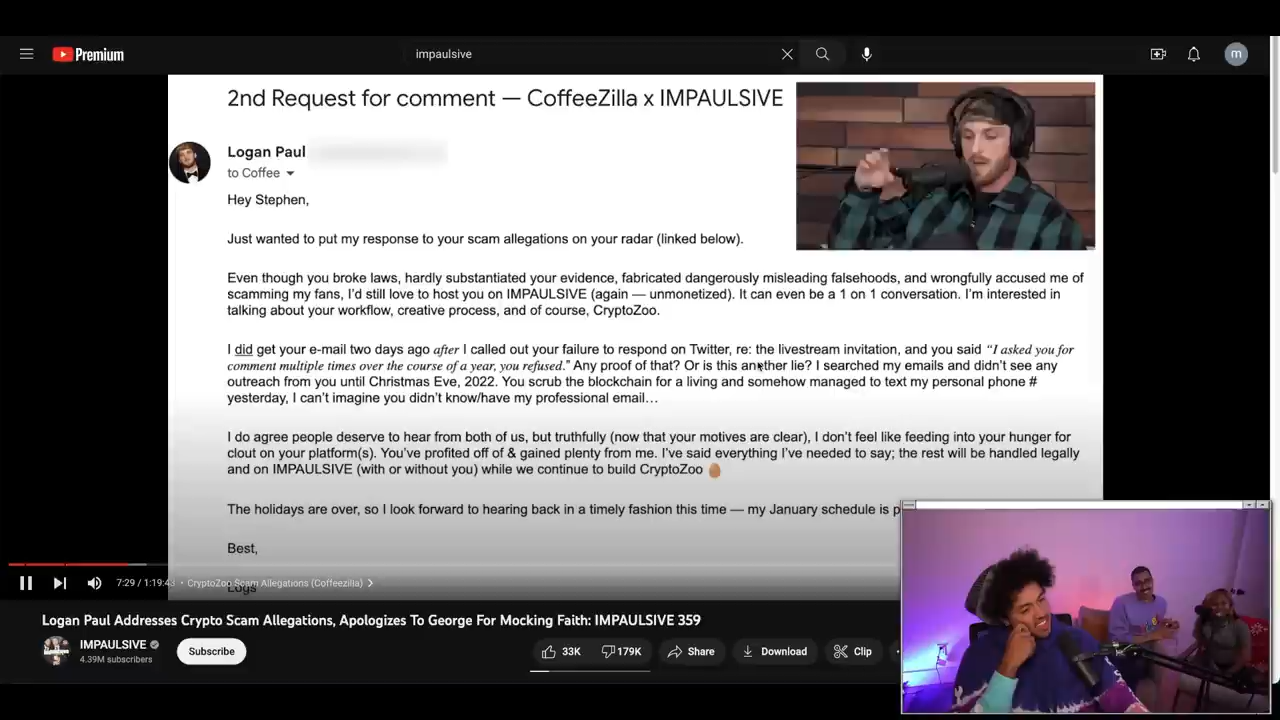 Premium
impaulsive
m
2nd Request for comment — CoffeeZilla x IMPAULSIVE
Logan Paul
to Coffee
Hey Stephen,
Just wanted to put my response to your scam allegations on your radar (linked below).
Even though you broke laws, hardly substantiated your evidence, fabricated dangerously misleading falsehoods, and wrongfully accused me of
scamming my fans, I'd still love to host you on IMPAULSIVE (again — unmonetized). It can even be a 1 on 1 conversation. I'm interested in
talking about your workflow, creative process, and of course, CryptoZoo.
I did get your e-mail two days ago after I called out your failure to respond on Twitter, re: the livestream invitation, and you said “I asked you for
comment multiple times over the course of a year, you refused.” Any proof of that? Or is this another lie? I searched my emails and didn't see any
outreach from you until Christmas Eve, 2022. You scrub the blockchain for a living and somehow managed to text my personal phone #
yesterday, I can't imagine you didn't know/have my professional email…
I do agree people deserve to hear from both of us, but truthfully (now that your motives are clear), I don't feel like feeding into your hunger for
clout on your platform(s). You've profited off of & gained plenty from me. I've said everything I've needed to say; the rest will be handled legally
and on IMPAULSIVE (with or without you) while we continue to build CryptoZoo 🥚
The holidays are over, so I look forward to hearing back in a timely fashion this time — my January schedule is p
Best,
Logs
7:29 / 1:19:43 • CryptoZoo Scam Allegations (Coffeezilla) >
Logan Paul Addresses Crypto Scam Allegations, Apologizes To George For Mocking Faith: IMPAULSIVE 359
IMPAULSIVE
4.39M subscribers
Subscribe
33K
179K
Share
Download
Clip